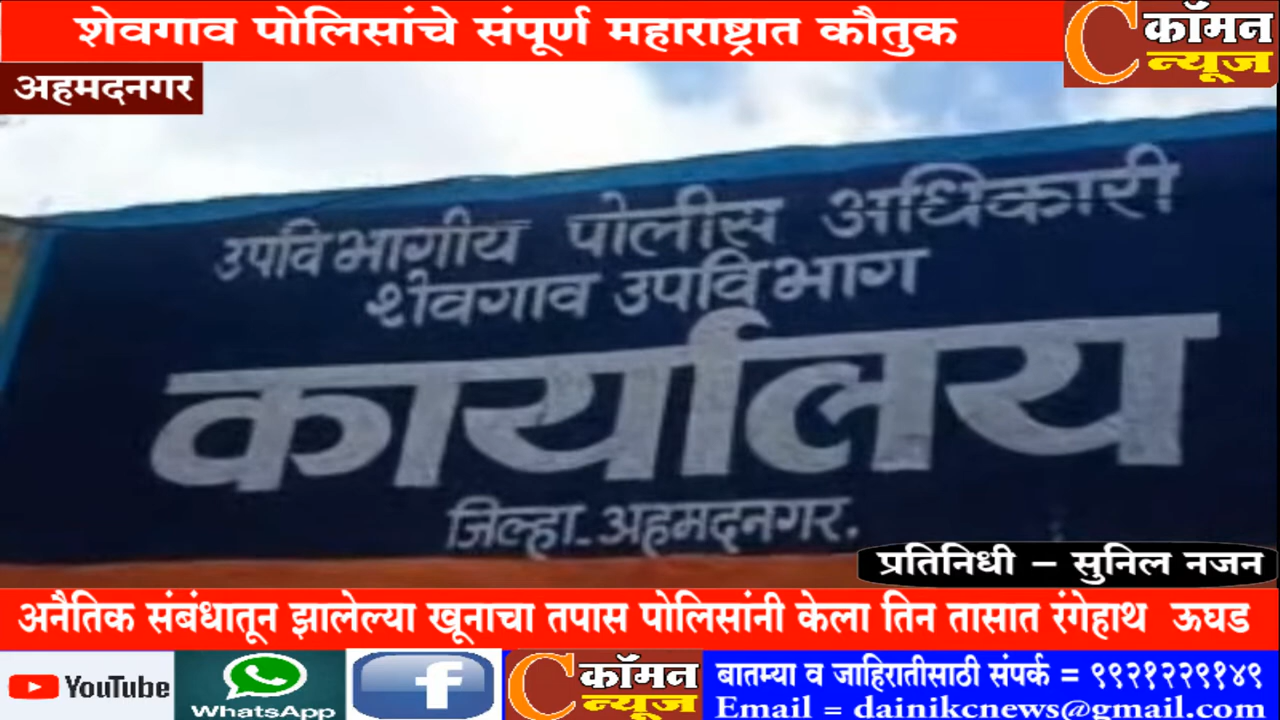 शेवगाव पोलिसांचे संपूर्ण महाराष्ट्रात कौतुक
C कॉमन
न्यूज
अहमदनगर
उपविभागीय पोलीस अधिकारी
शेवगाव उपविभाग
कार्यालय
जिल्हा-अहमदनगर.
प्रतिनिधी – सुनिल नजन
अनैतिक संबंधातून झालेल्या खूनाचा तपास पोलिसांनी केला तिन तासात रंगेहाथ ऊघड
YouTube
WhatsApp
f
C कॉमन
न्यूज
बातम्या व जाहिरातीसाठी संपर्क = ९९२१२२९१४९
Email = dainikcnews@gmail.com